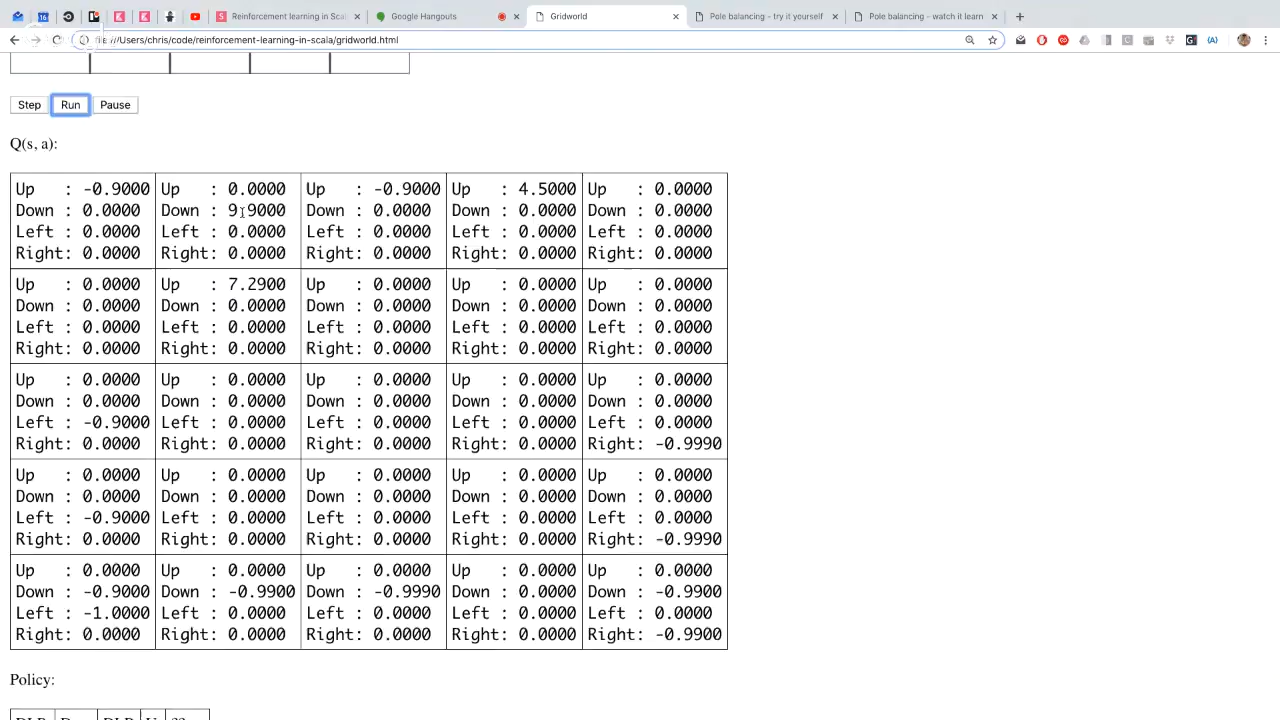 16
Reinforcement learning in Sca
Google Hangouts
Gridworld
Pole balancing - try it yourself
Pole balancing - watch it learn
/Users/chris/code/reinforcement-learning-in-scala/gridworld.html
Step Run Pause
Q(s, a):
Up : -0.9000 Up : 0.0000 Up : -0.9000 Up : 4.5000 Up : 0.0000
Down : 0.0000 Down : 9.9000 Down : 0.0000 Down : 0.0000 Down : 0.0000
Left : 0.0000 Left : 0.0000 Left : 0.0000 Left : 0.0000 Left : 0.0000
Right: 0.0000 Right: 0.0000 Right: 0.0000 Right: 0.0000 Right: 0.0000
Up : 0.0000 Up : 7.2900 Up : 0.0000 Up : 0.0000 Up : 0.0000
Down : 0.0000 Down : 0.0000 Down : 0.0000 Down : 0.0000 Down : 0.0000
Left : 0.0000 Left : 0.0000 Left : 0.0000 Left : 0.0000 Left : 0.0000
Right: 0.0000 Right: 0.0000 Right: 0.0000 Right: 0.0000 Right: 0.0000
Up : 0.0000 Up : 0.0000 Up : 0.0000 Up : 0.0000 Up : 0.0000
Down : 0.0000 Down : 0.0000 Down : 0.0000 Down : 0.0000 Down : 0.0000
Left : -0.9000 Left : 0.0000 Left : 0.0000 Left : 0.0000 Left : 0.0000
Right: 0.0000 Right: 0.0000 Right: 0.0000 Right: 0.0000 Right: -0.9990
Up : 0.0000 Up : 0.0000 Up : 0.0000 Up : 0.0000 Up : 0.0000
Down : 0.0000 Down : 0.0000 Down : 0.0000 Down : 0.0000 Down : 0.0000
Left : -0.9000 Left : 0.0000 Left : 0.0000 Left : 0.0000 Left : 0.0000
Right: 0.0000 Right: 0.0000 Right: 0.0000 Right: 0.0000 Right: -0.9990
Up : 0.0000 Up : 0.0000 Up : 0.0000 Up : 0.0000 Up : 0.0000
Down : -0.9000 Down : -0.9900 Down : -0.9990 Down : 0.0000 Down : -0.9900
Left : -1.0000 Left : 0.0000 Left : 0.0000 Left : 0.0000 Left : 0.0000
Right: 0.0000 Right: 0.0000 Right: 0.0000 Right: 0.0000 Right: -0.9900
Policy: